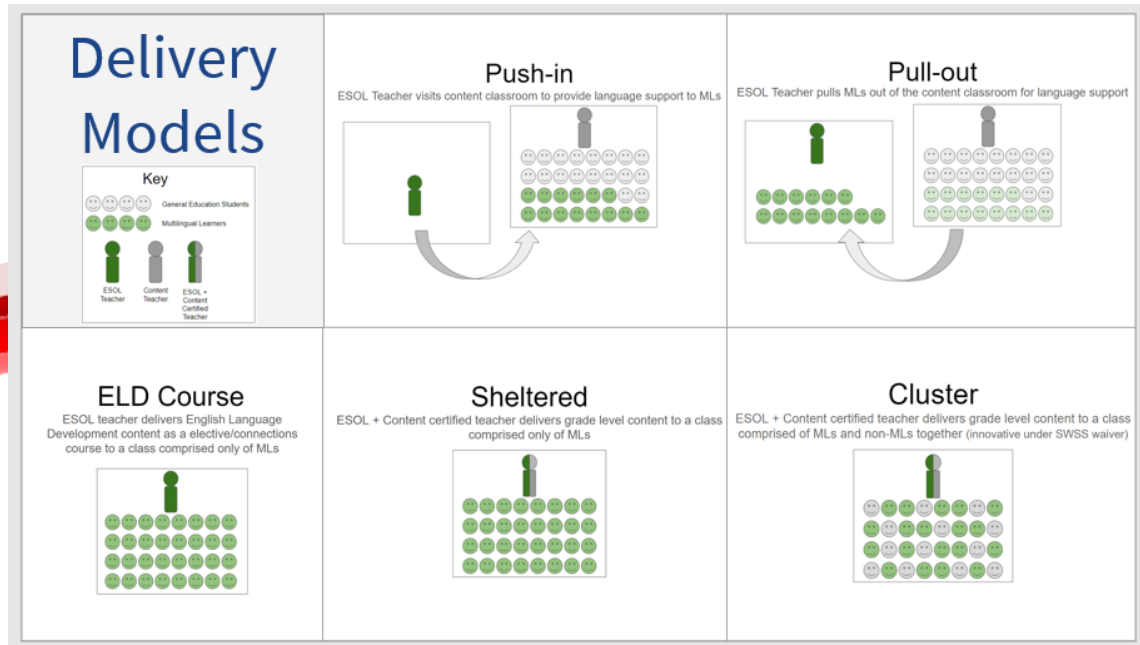 Delivery
Models
Key
General Education Students
Multilingual Learners
ESOL
Teacher
Content
Teacher
ESOL +
Content
Certified
Teacher
Push-in
ESOL Teacher visits content classroom to provide language support to MLs
Pull-out
ESOL Teacher pulls MLs out of the content classroom for language support
ELD Course
ESOL teacher delivers English Language
Development content as a elective/connections
course to a class comprised only of MLs
Sheltered
ESOL + Content certified teacher delivers grade level content to a class
comprised only of MLs
Cluster
ESOL + Content certified teacher delivers grade level content to a class
comprised of MLs and non-MLs together (innovative under SWSS waiver)